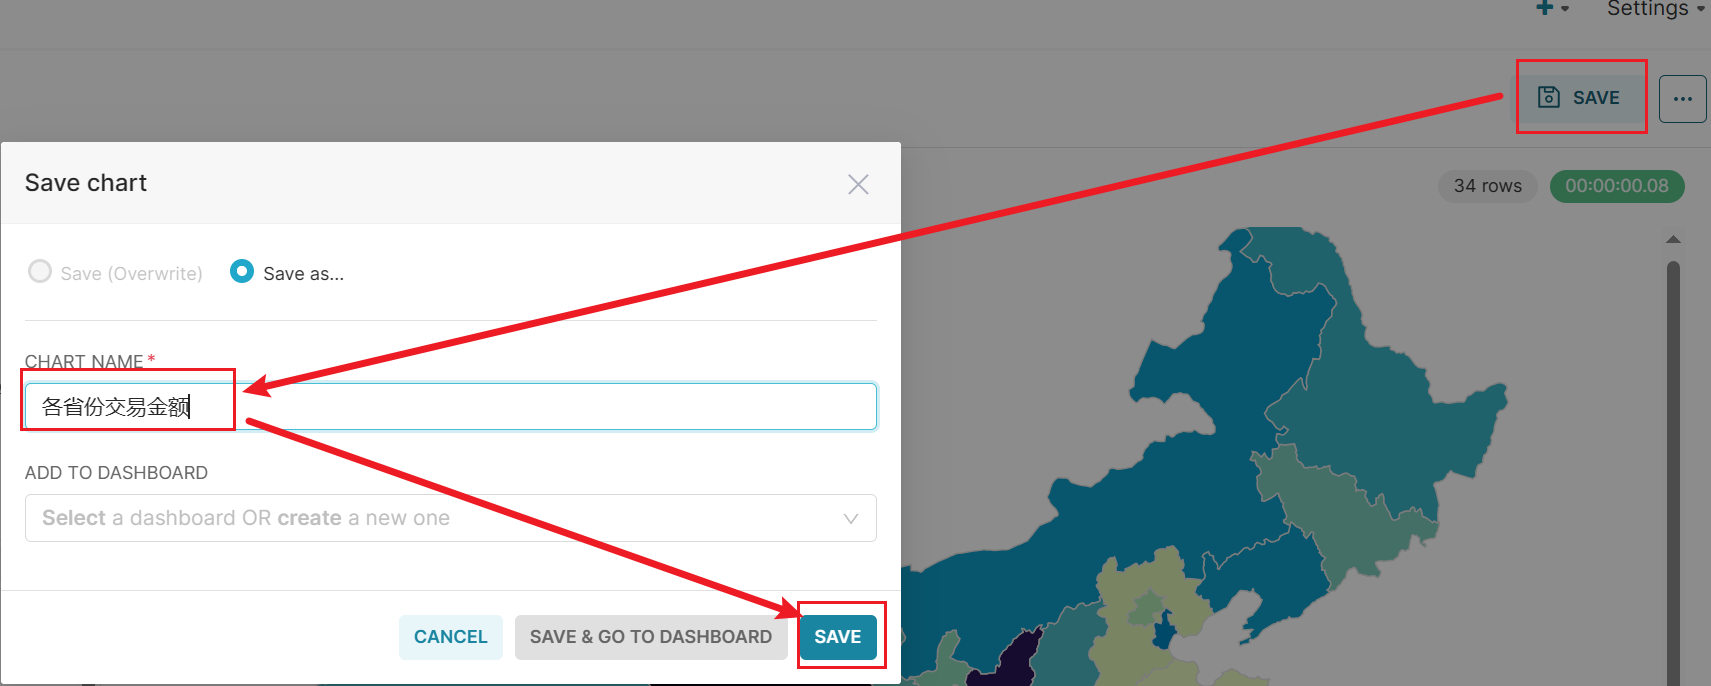 + Settings
SAVE ...
Save chart
34 rows 00:00:00.08
Save (Overwrite) Save as...
CHART NAME *
各省份交易金额
ADD TO DASHBOARD
Select a dashboard OR create a new one
CANCEL SAVE & GO TO DASHBOARD SAVE